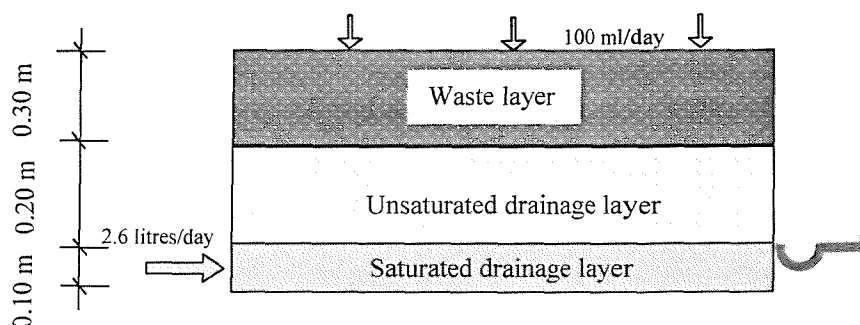 100 ml/day
Waste layer
0.30 m
Unsaturated drainage layer
0.20 m
2.6 litres/day
Saturated drainage layer
0.10 m